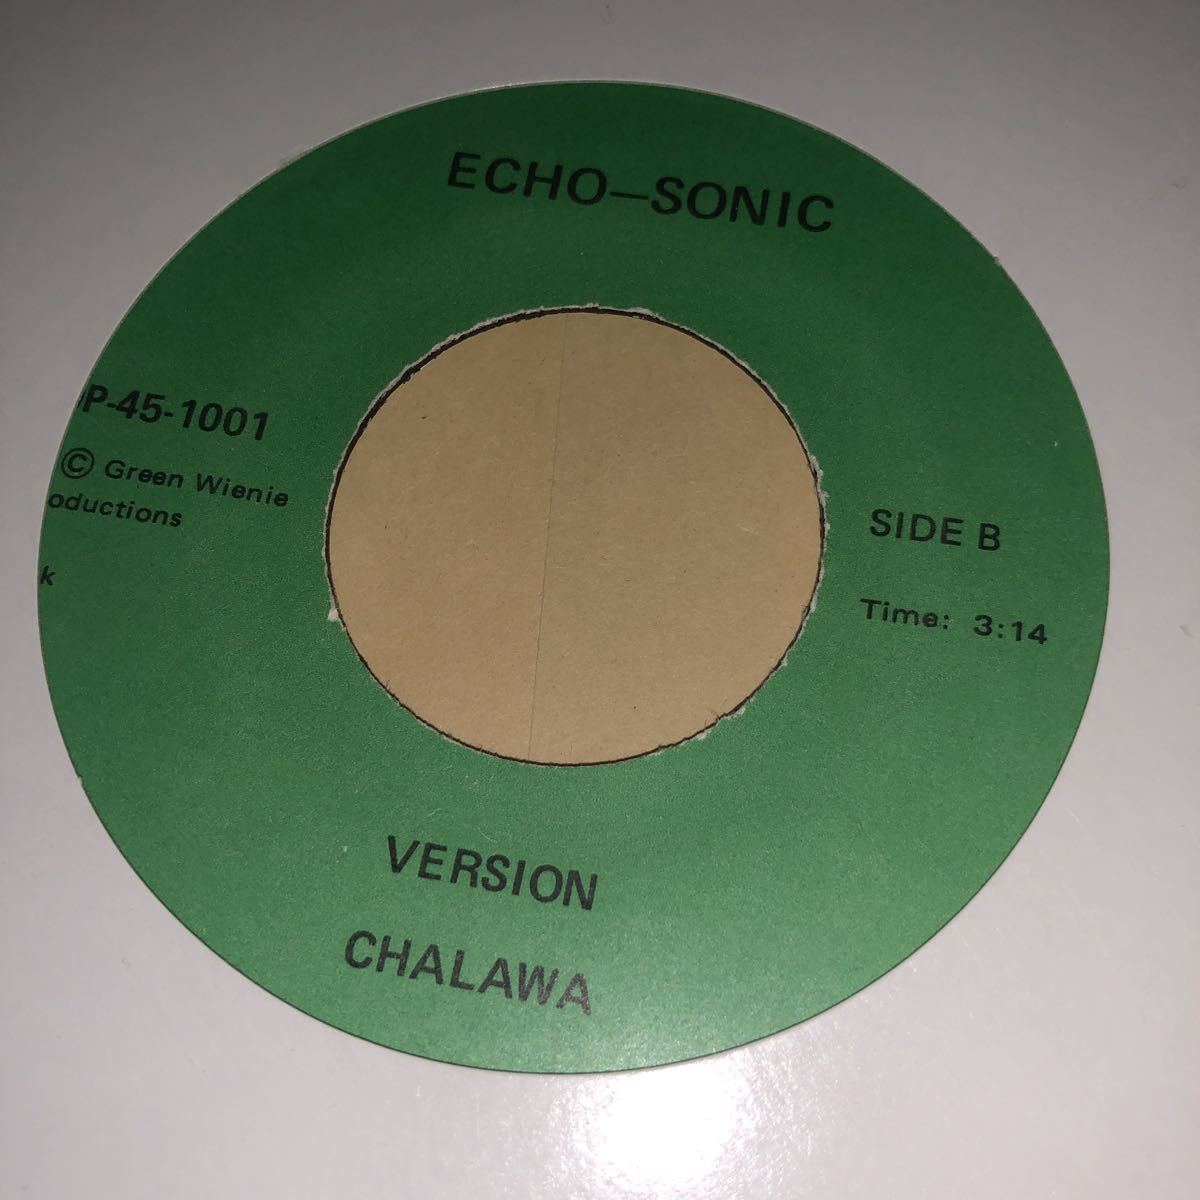 ECHO—SONIC
P-45-1001
© Green Wienie
oductions
k
SIDE B
Time: 3:14
VERSION
CHALAWA